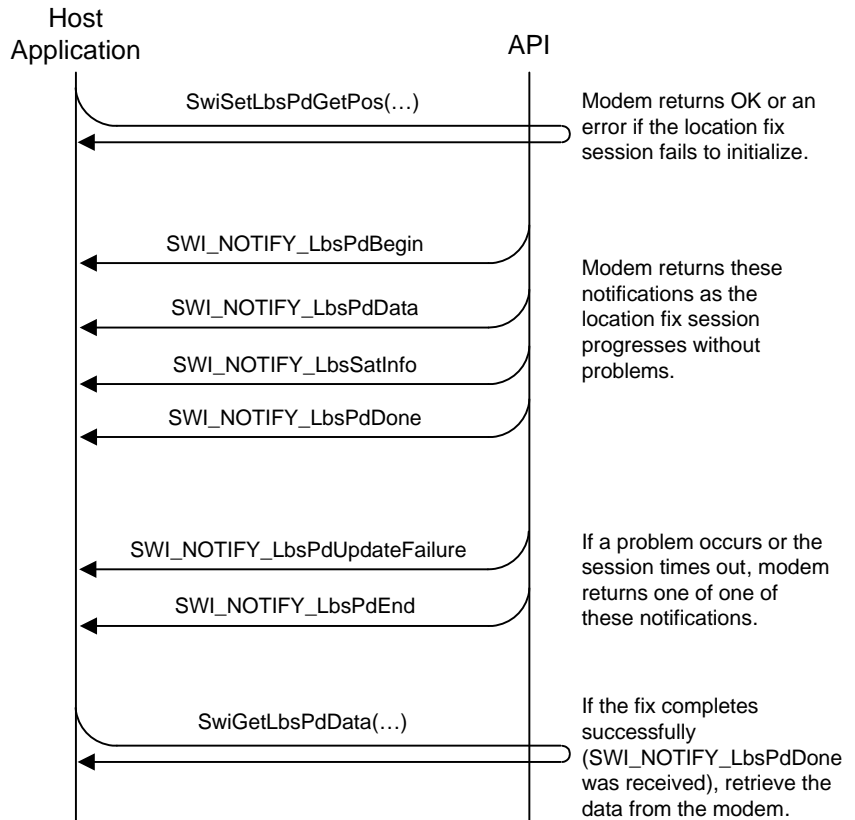 Host
Application
API
SwiSetLbsPdGetPos(…)
Modem returns OK or an
error if the location fix
session fails to initialize.
SWI_NOTIFY_LbsPdBegin
SWI_NOTIFY_LbsPdData
SWI_NOTIFY_LbsSatInfo
SWI_NOTIFY_LbsPdDone
Modem returns these
notifications as the
location fix session
progresses without
problems.
SWI_NOTIFY_LbsPdUpdateFailure
SWI_NOTIFY_LbsPdEnd
If a problem occurs or the
session times out, modem
returns one of one of
these notifications.
SwiGetLbsPdData(…)
If the fix completes
successfully
(SWI_NOTIFY_LbsPdDone
was received), retrieve the
data from the modem.